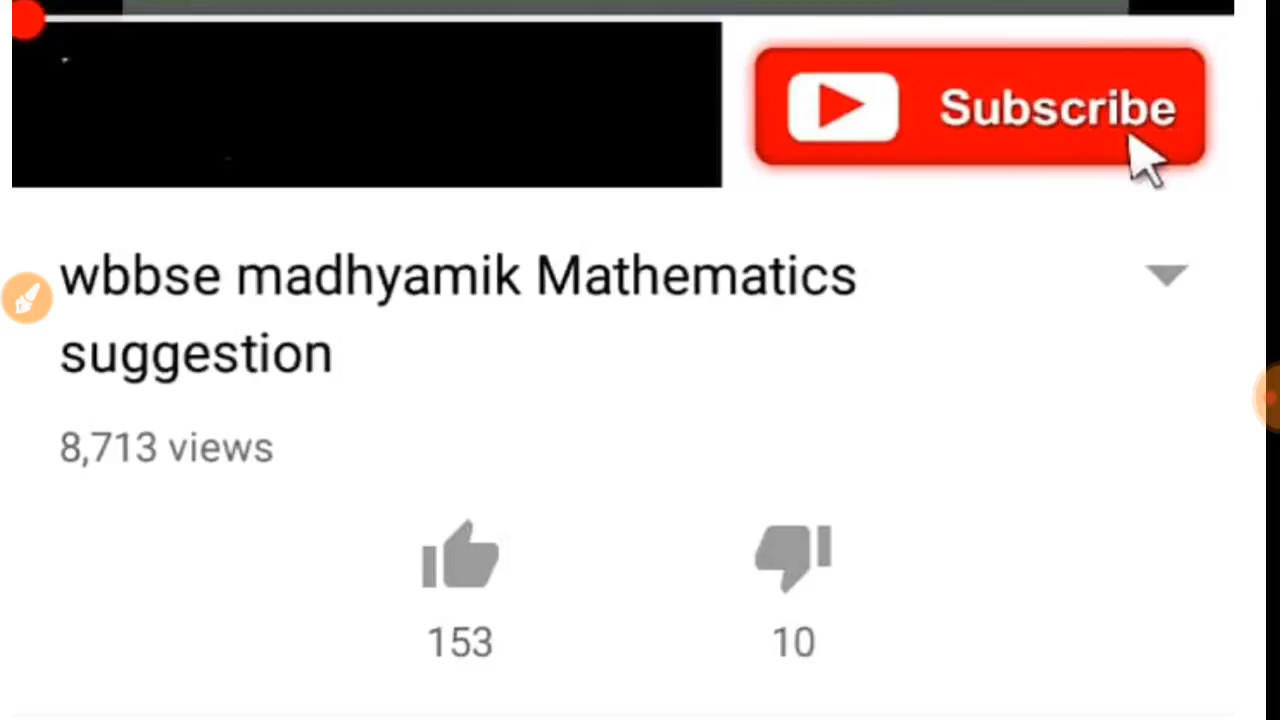 Subscribe
wbbse madhyamik Mathematics
suggestion
8,713 views
153
10